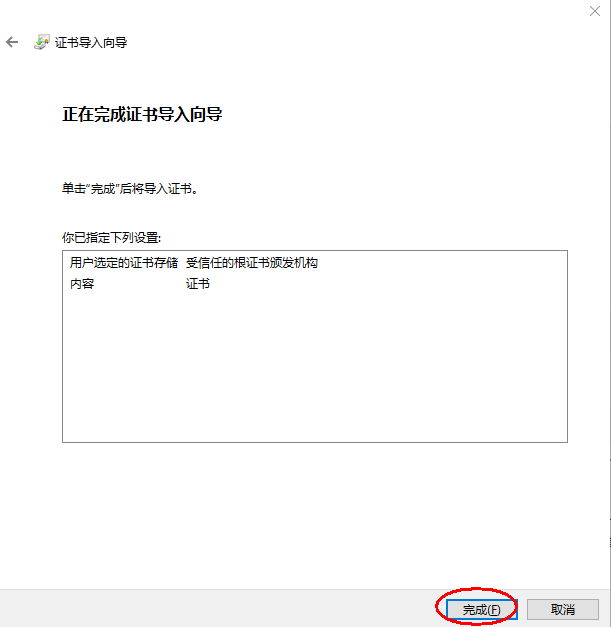 证书导入向导
正在完成证书导入向导
单击“完成”后将导入证书。
你已指定下列设置:
用户选定的证书存储 受信任的根证书颁发机构
内容 证书
完成(F) 取消